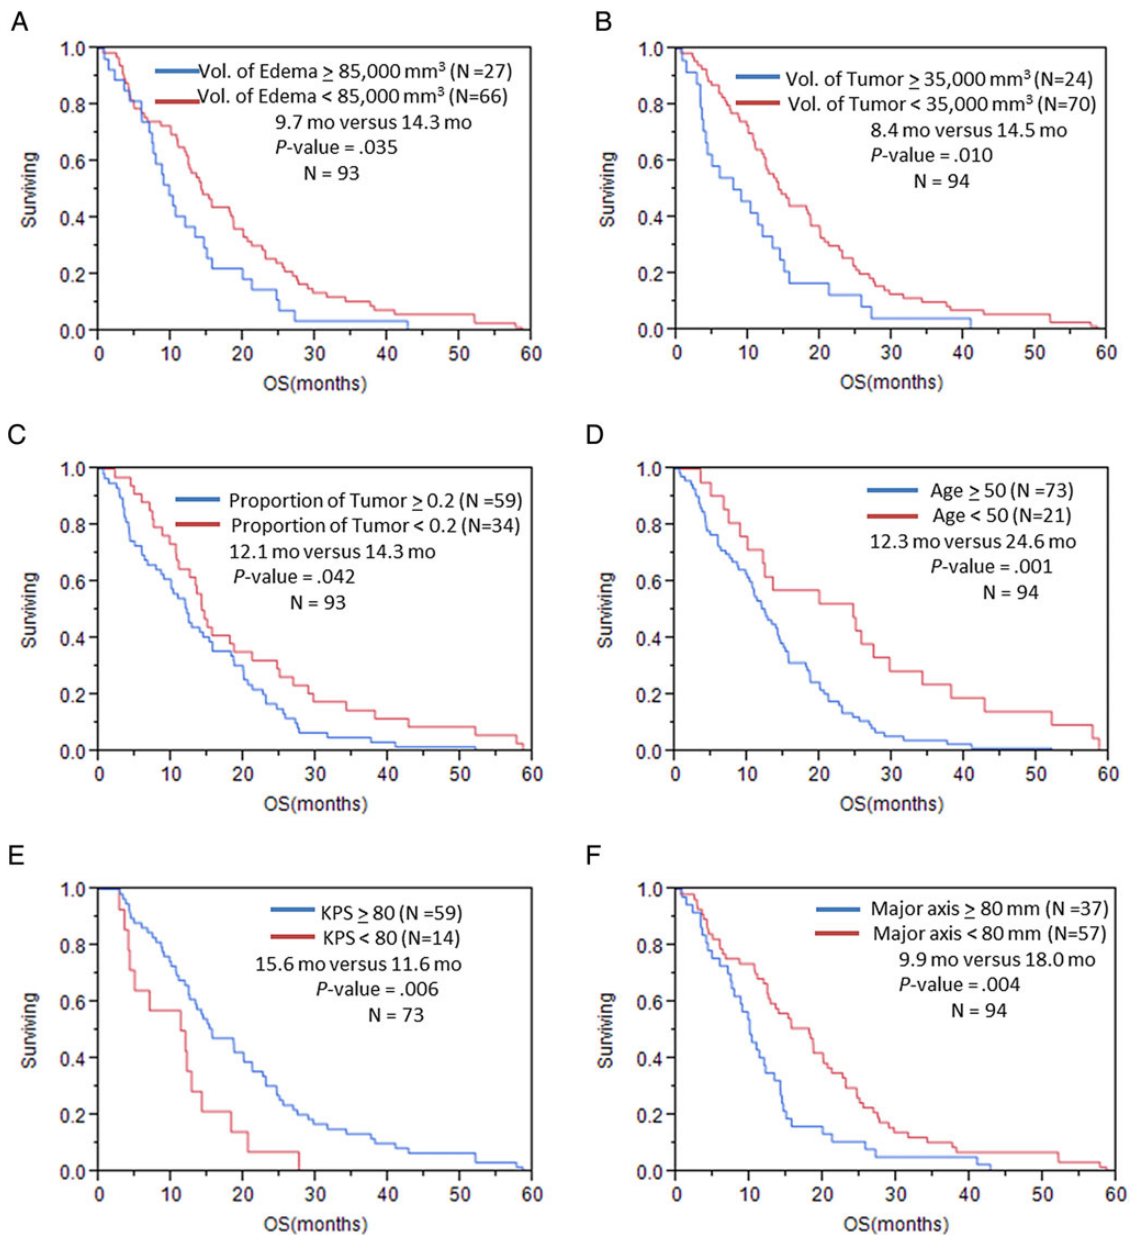 A
1.0
0.8
0.6
0.4
0.2
0.0
Surviving
Vol. of Edema ≥ 85,000 mm³ (N =27)
Vol. of Edema < 85,000 mm³ (N=66)
9.7 mo versus 14.3 mo
P-value = .035
N = 93
0 10 20 30 40 50 60
OS(months)
B
1.0
0.8
0.6
0.4
0.2
0.0
Surviving
Vol. of Tumor ≥ 35,000 mm³ (N=24)
Vol. of Tumor < 35,000 mm³ (N=70)
8.4 mo versus 14.5 mo
P-value = .010
N = 94
0 10 20 30 40 50 60
OS(months)
C
1.0
0.8
0.6
0.4
0.2
0.0
Surviving
Proportion of Tumor ≥ 0.2 (N =59)
Proportion of Tumor < 0.2 (N=34)
12.1 mo versus 14.3 mo
P-value = .042
N = 93
0 10 20 30 40 50 60
OS(months)
D
1.0
0.8
0.6
0.4
0.2
0.0
Surviving
Age ≥ 50 (N =73)
Age < 50 (N=21)
12.3 mo versus 24.6 mo
P-value = .001
N = 94
0 10 20 30 40 50 60
OS(months)
E
1.0
0.8
0.6
0.4
0.2
0.0
Surviving
KPS ≥ 80 (N =59)
KPS < 80 (N=14)
15.6 mo versus 11.6 mo
P-value = .006
N = 73
0 10 20 30 40 50 60
OS(months)
F
1.0
0.8
0.6
0.4
0.2
0.0
Surviving
Major axis ≥ 80 mm (N =37)
Major axis < 80 mm (N=57)
9.9 mo versus 18.0 mo
P-value = .004
N = 94
0 10 20 30 40 50 60
OS(months)